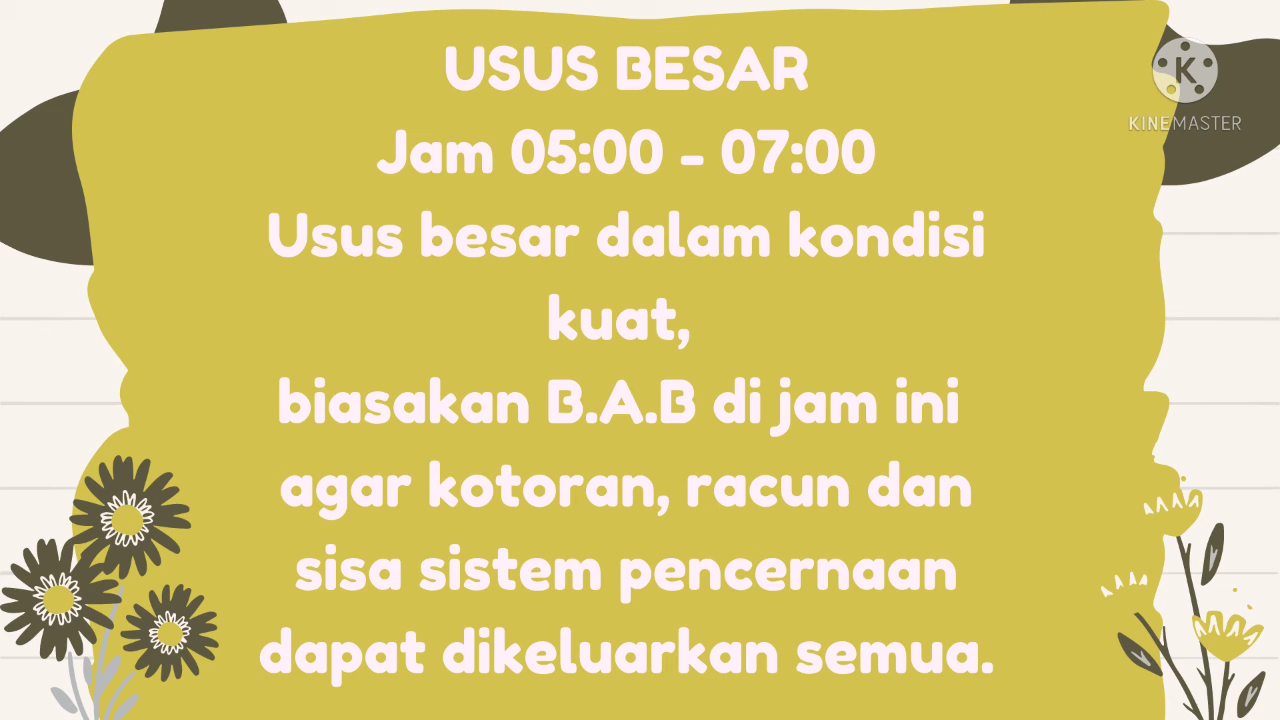 USUS BESAR
Jam 05:00 - 07:00
Usus besar dalam kondisi
kuat,
biasakan B.A.B di jam ini
agar kotoran, racun dan
sisa sistem pencernaan
dapat dikeluarkan semua.
K
KINEMASTER